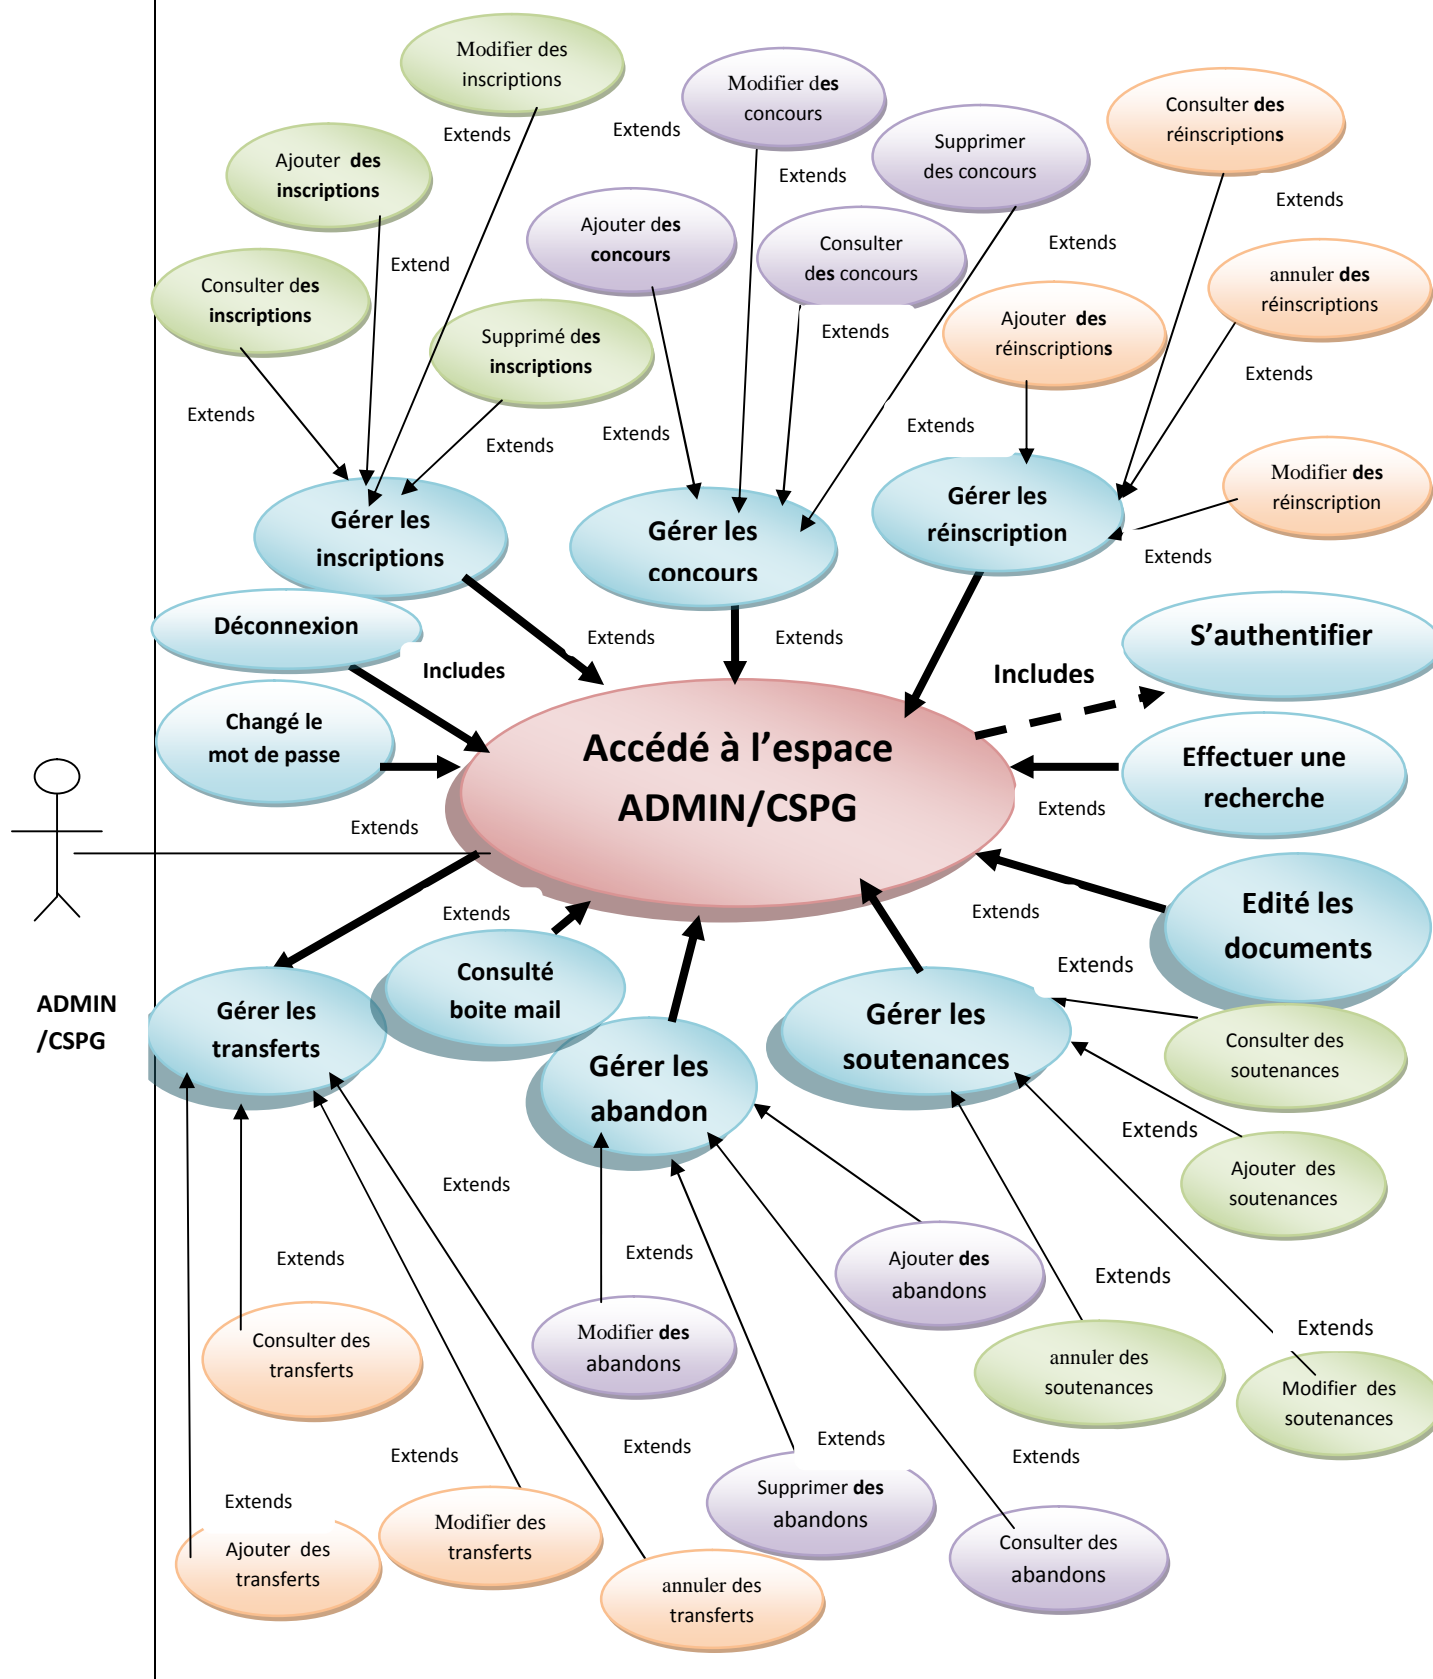 Modifier des
inscriptions
Extends
Ajouter des
inscriptions
Extend
Consulter des
inscriptions
Extends
Supprimé des
inscriptions
Extends
Gérer les
inscriptions
Extends
Modifier des
concours
Extends
Supprimer
des concours
Extends
Ajouter des
concours
Extends
Consulter
des concours
Extends
Gérer les
concours
Extends
Consulter des
réinscriptions
Extends
annuler des
réinscriptions
Extends
Ajouter des
réinscriptions
Extends
Modifier des
réinscription
Extends
Gérer les
réinscription
Extends
Déconnexion
Includes
Changé le
mot de passe
Extends
Accédé à l’espace
ADMIN/CSPG
Includes
S’authentifier
Effectuer une
recherche
Extends
Edité les
documents
Extends
ADMIN
/CSPG
Gérer les
transferts
Extends
Consulté
boite mail
Gérer les
abandon
Gérer les
soutenances
Extends
Consulter des
soutenances
Extends
Ajouter des
soutenances
Extends
annuler des
soutenances
Extends
Modifier des
soutenances
Extends
Extends
Consulter des
transferts
Extends
Ajouter des
transferts
Extends
Modifier des
transferts
Extends
annuler des
transferts
Extends
Modifier des
abandons
Ajouter des
abandons
Extends
Supprimer des
abandons
Extends
Consulter des
abandons